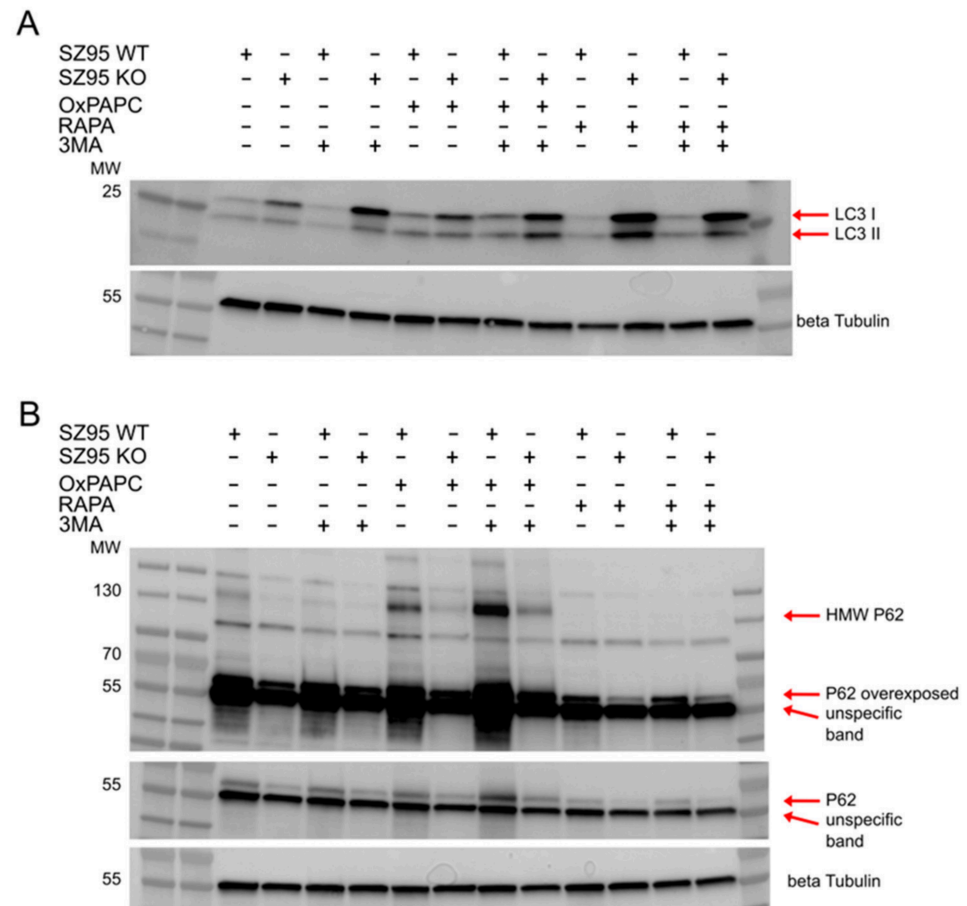 A
SZ95 WT + – + – + – + – + – + –
SZ95 KO – + – + – + – + – + – +
OxPAPC – – – – + + + + – – – –
RAPA – – – – – – – – + + + +
3MA – – + + – – + + – – + +
MW
25
LC3 I
LC3 II
55
beta Tubulin
B
SZ95 WT + – + – + – + – + – + –
SZ95 KO – + – + – + – + – + – +
OxPAPC – – – – + + + + – – – –
RAPA – – – – – – – – + + + +
3MA – – + + – – + + – – + +
MW
130
HMW P62
70
55
P62 overexposed
unspecific
band
55
P62
unspecific
band
55
beta Tubulin